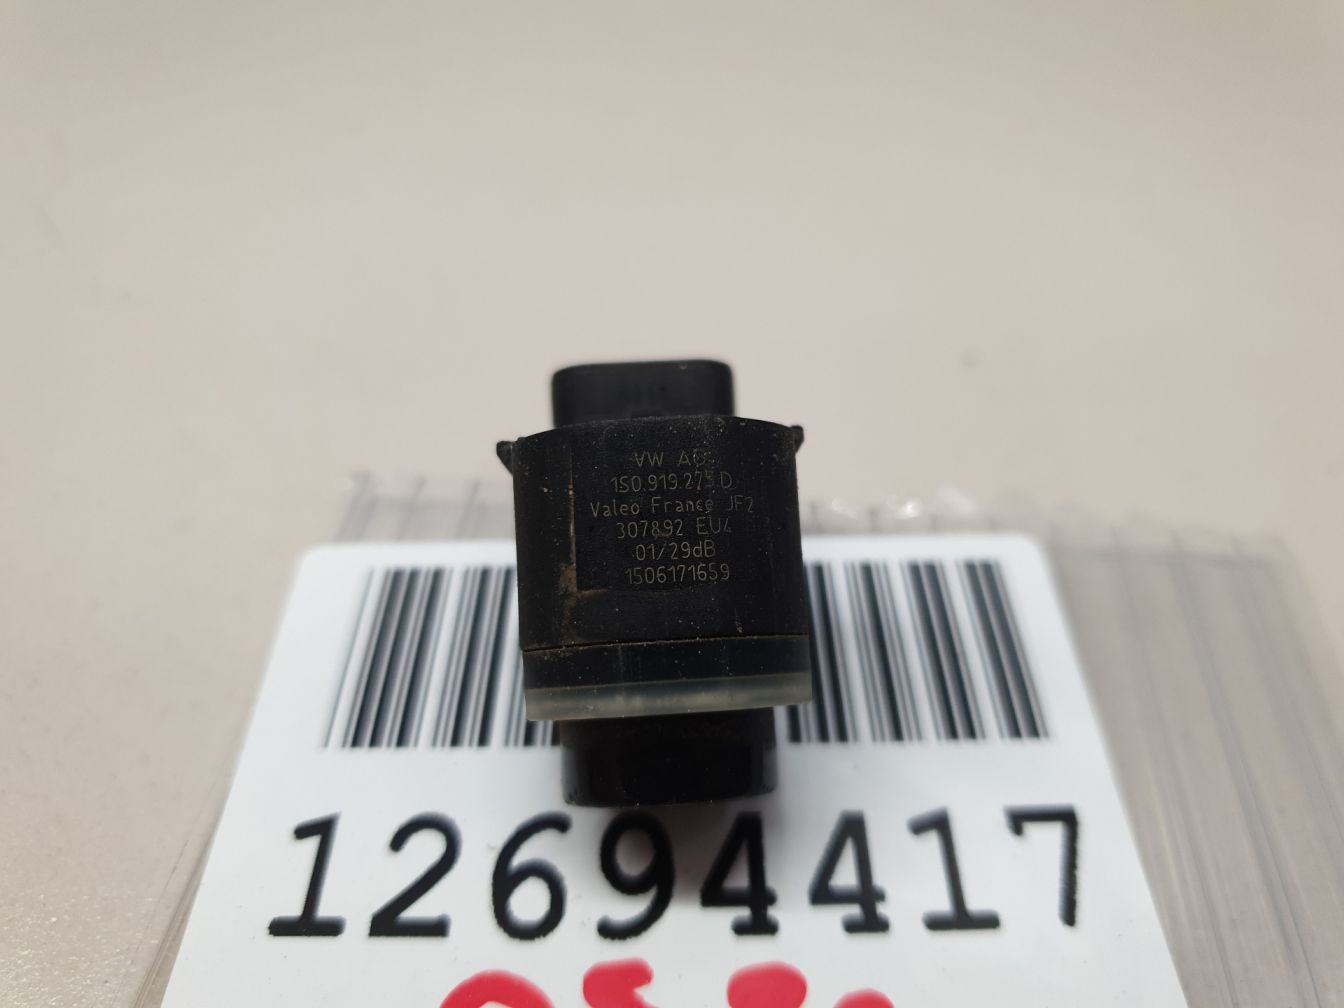 VW AG
1S0.919.275.D
Valeo France JF2
307892 EU4
01/29dB
1506171659
12694417